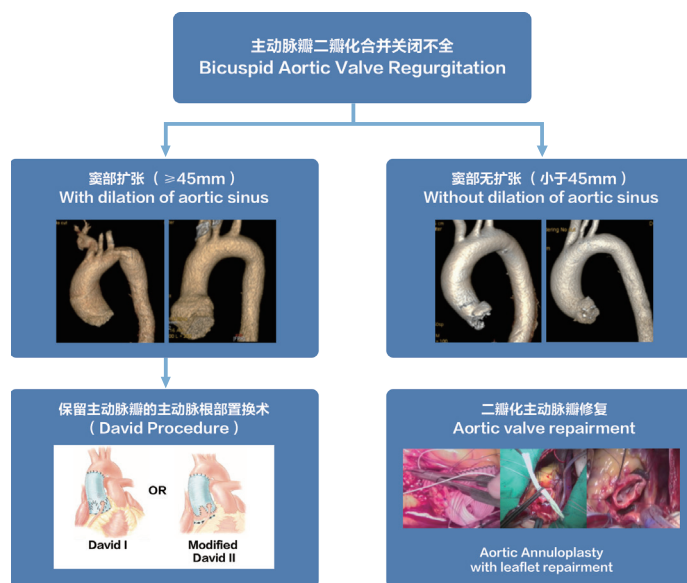 主动脉瓣二瓣化合并关闭不全
Bicuspid Aortic Valve Regurgitation
窦部扩张（≥45mm）
With dilation of aortic sinus
窦部无扩张（小于45mm）
Without dilation of aortic sinus
保留主动脉瓣的主动脉根部置换术
（David Procedure）
OR
David I
Modified
David II
二瓣化主动脉瓣修复
Aortic valve repairment
Aortic Annuloplasty
with leaflet repairment